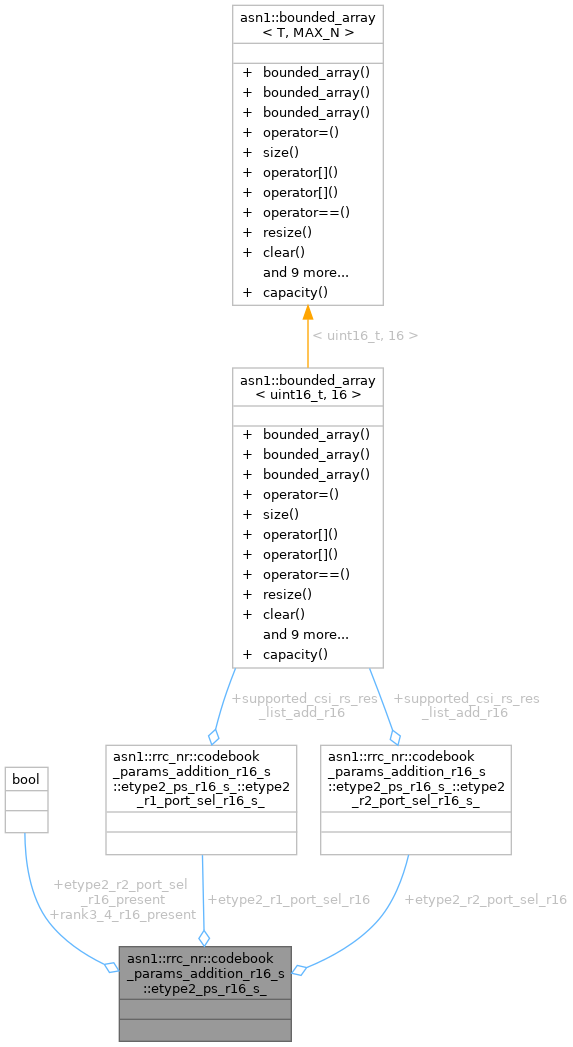 asn1::bounded_array
< T, MAX_N >
+ bounded_array()
+ bounded_array()
+ bounded_array()
+ operator=()
+ size()
+ operator[]()
+ operator[]()
+ operator==()
+ resize()
+ clear()
and 9 more...
+ capacity()
< uint16_t, 16 >
asn1::bounded_array
< uint16_t, 16 >
+ bounded_array()
+ bounded_array()
+ bounded_array()
+ operator=()
+ size()
+ operator[]()
+ operator[]()
+ operator==()
+ resize()
+ clear()
and 9 more...
+ capacity()
+supported_csi_rs_res
_list_add_r16
+supported_csi_rs_res
_list_add_r16
asn1::rrc_nr::codebook
_params_addition_r16_s
::etype2_ps_r16_s_::etype2
_r1_port_sel_r16_s_
asn1::rrc_nr::codebook
_params_addition_r16_s
::etype2_ps_r16_s_::etype2
_r2_port_sel_r16_s_
bool
+etype2_r2_port_sel
_r16_present
+rank3_4_r16_present
+etype2_r1_port_sel_r16
+etype2_r2_port_sel_r16
asn1::rrc_nr::codebook
_params_addition_r16_s
::etype2_ps_r16_s_